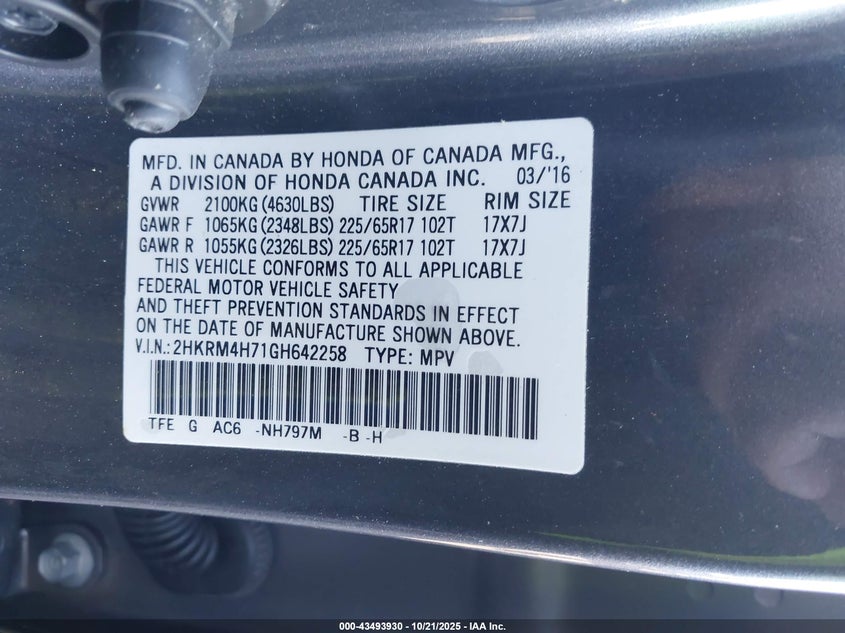 MFD. IN CANADA BY HONDA OF CANADA MFG.,
A DIVISION OF HONDA CANADA INC. 03/'16
GVWR 2100KG (4630LBS) TIRE SIZE RIM SIZE
GAWR F 1065KG (2348LBS) 225/65R17 102T 17X7J
GAWR R 1055KG (2326LBS) 225/65R17 102T 17X7J
THIS VEHICLE CONFORMS TO ALL APPLICABLE
FEDERAL MOTOR VEHICLE SAFETY
AND THEFT PREVENTION STANDARDS IN EFFECT
ON THE DATE OF MANUFACTURE SHOWN ABOVE.
V.I.N.: 2HKRM4H71GH642258 TYPE: MPV
TFE G AC6 -NH797M -B -H
000-43493930 - 10/21/2025 - IAA Inc.